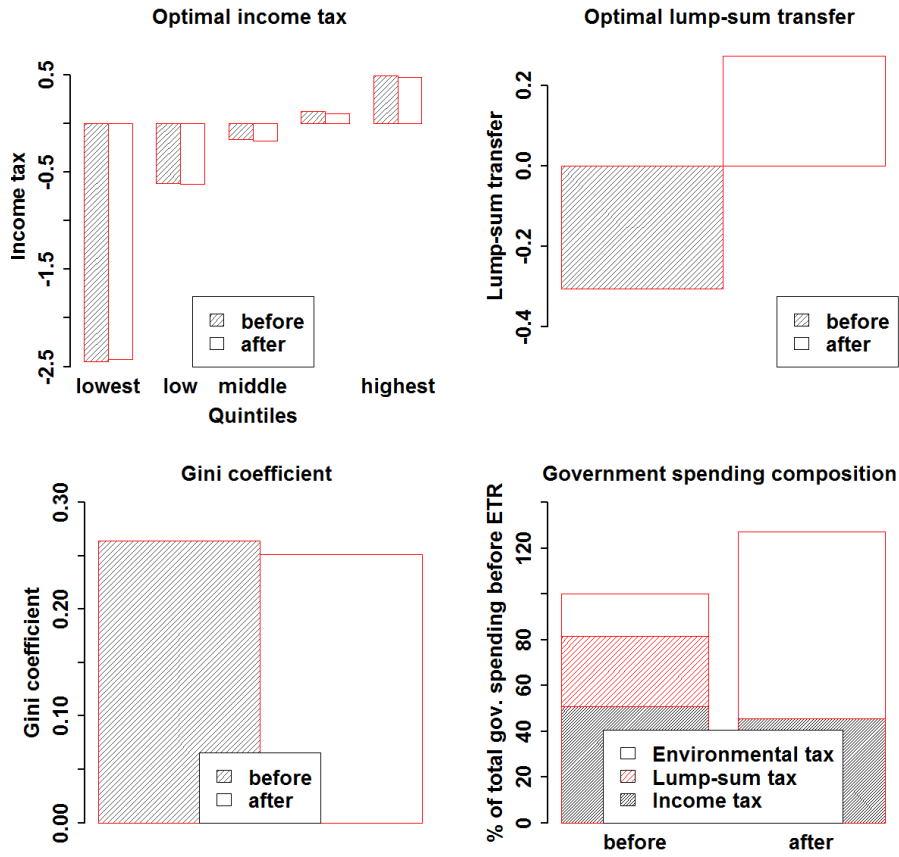 Optimal income tax
Income tax
0.5
-0.5
-1.5
-2.5
before
after
lowest low middle highest
Quintiles
Optimal lump-sum transfer
Lump-sum transfer
0.2
0.0
-0.2
-0.4
before
after
Gini coefficient
Gini coefficient
0.30
0.20
0.10
0.00
before
after
Government spending composition
% of total gov. spending before ETR
120
80
60
40
20
0
Environmental tax
Lump-sum tax
Income tax
before after